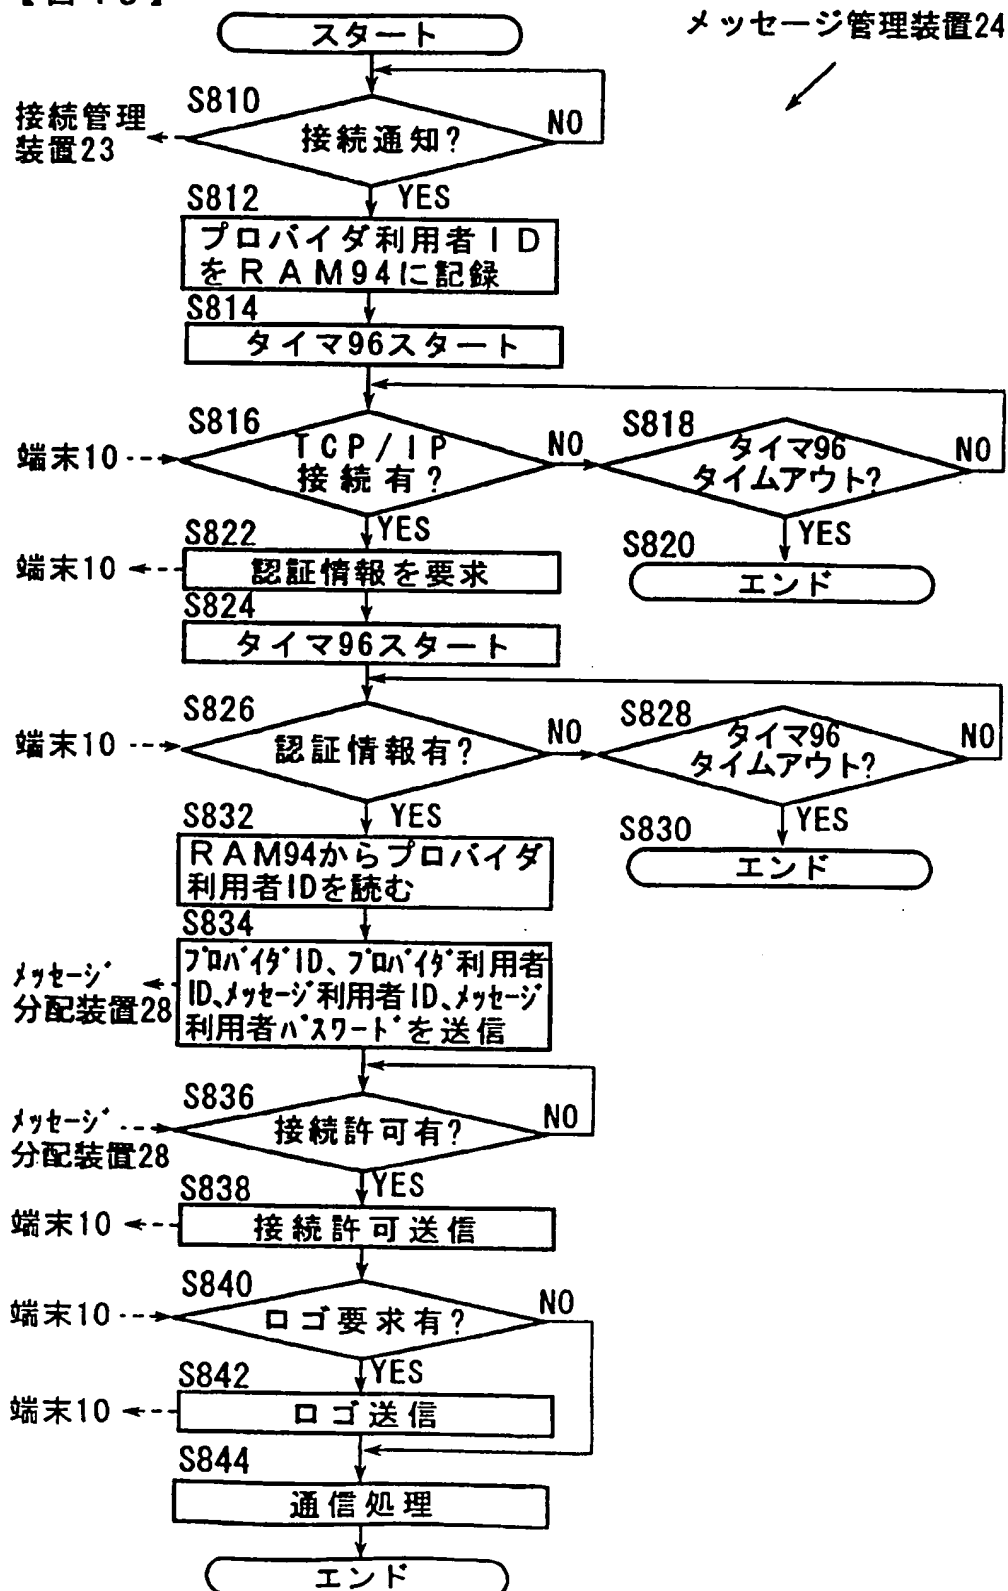 スタート
メッセージ管理装置24
S810
接続管理
装置23
接続通知?
NO
YES
S812
プロバイダ利用者ID
をRAM94に記録
S814
タイマ96スタート
S816
端末10
TCP/IP
接続有?
NO
S818
タイマ96
タイムアウト?
NO
YES
YES
S820
エンド
S822
端末10
認証情報を要求
S824
タイマ96スタート
S826
端末10
認証情報有?
NO
S828
タイマ96
タイムアウト?
NO
YES
YES
S830
エンド
S832
RAM94からプロバイダ
利用者IDを読む
S834
メッセージ
分配装置28
プロバイダID、プロバイダ利用者
ID、メッセージ利用者ID、メッセージ
利用者パスワードを送信
S836
メッセージ
分配装置28
接続許可有?
NO
YES
S838
端末10
接続許可送信
S840
端末10
ロゴ要求有?
NO
YES
S842
端末10
ロゴ送信
S844
通信処理
エンド